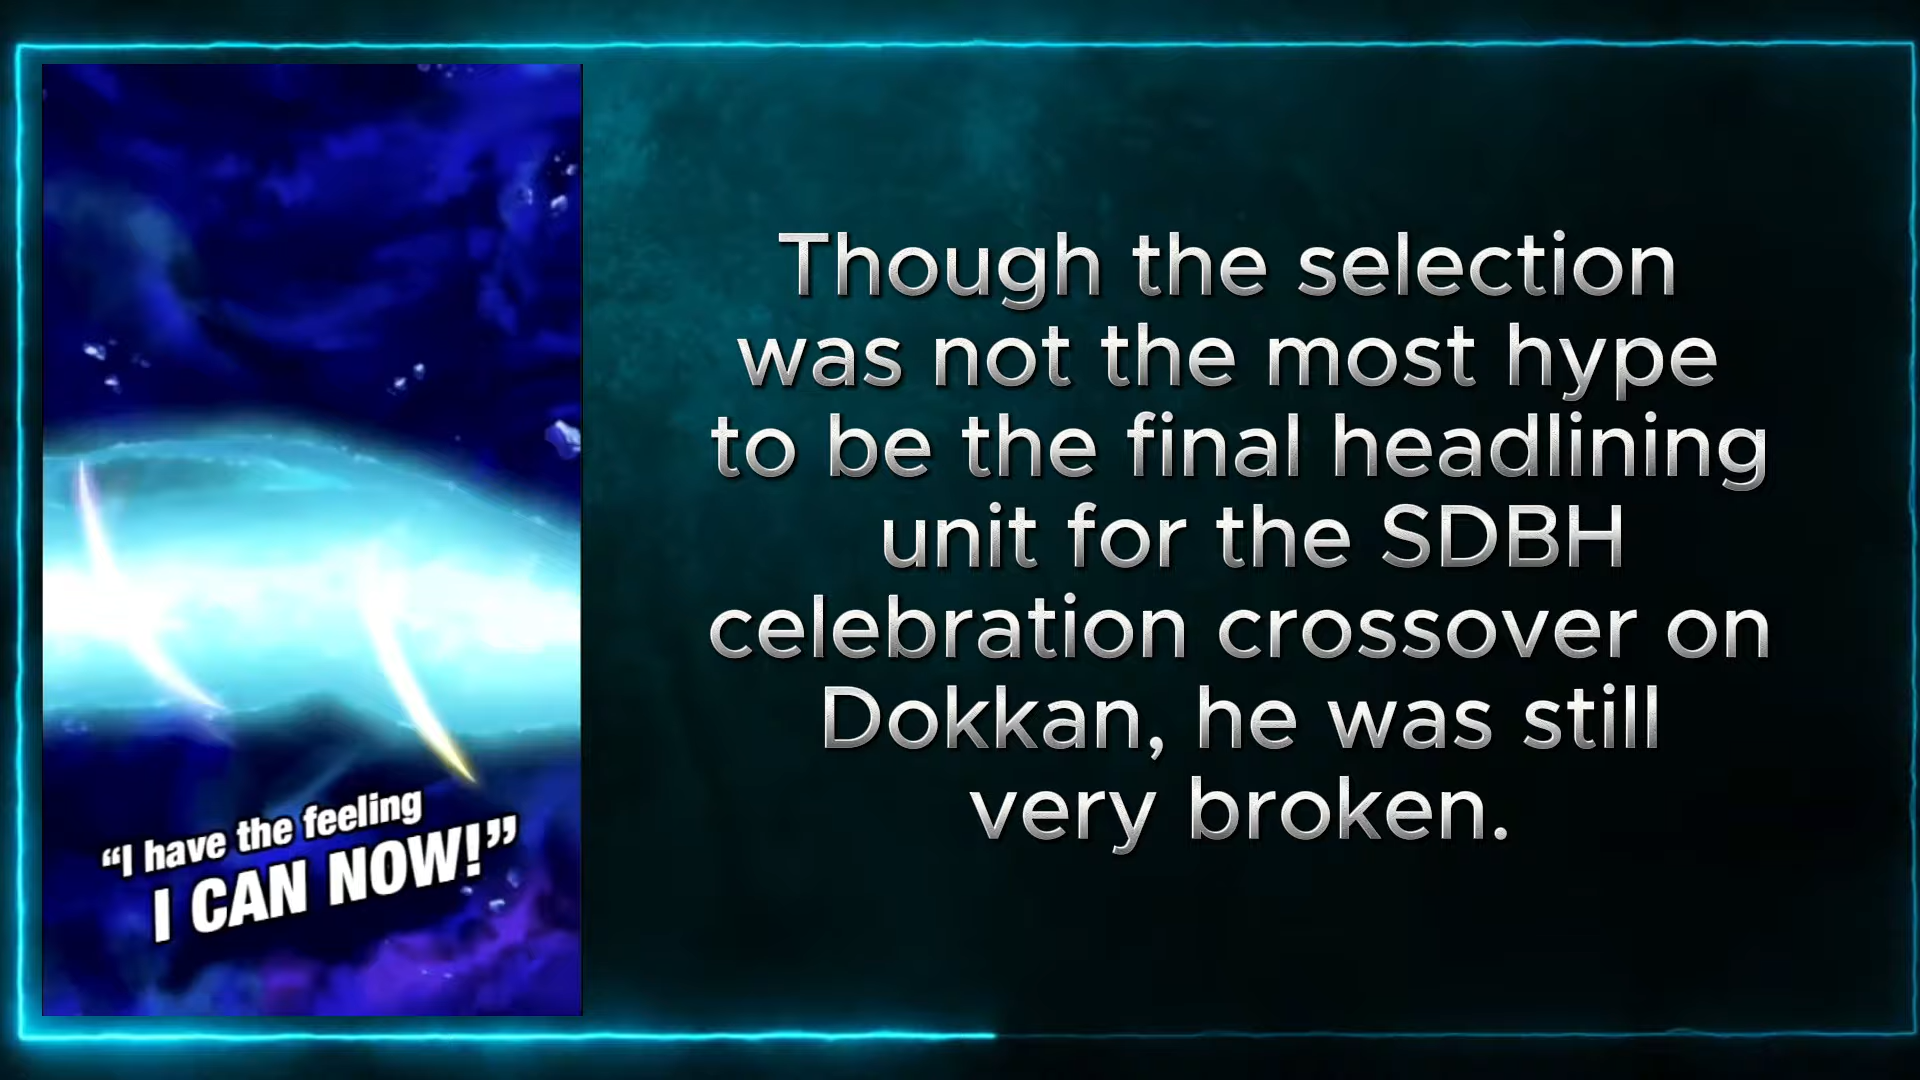 Though the selection
was not the most hype
to be the final headlining
unit for the SDBH
celebration crossover on
Dokkan, he was still
very broken.
“I have the feeling
I CAN NOW!”